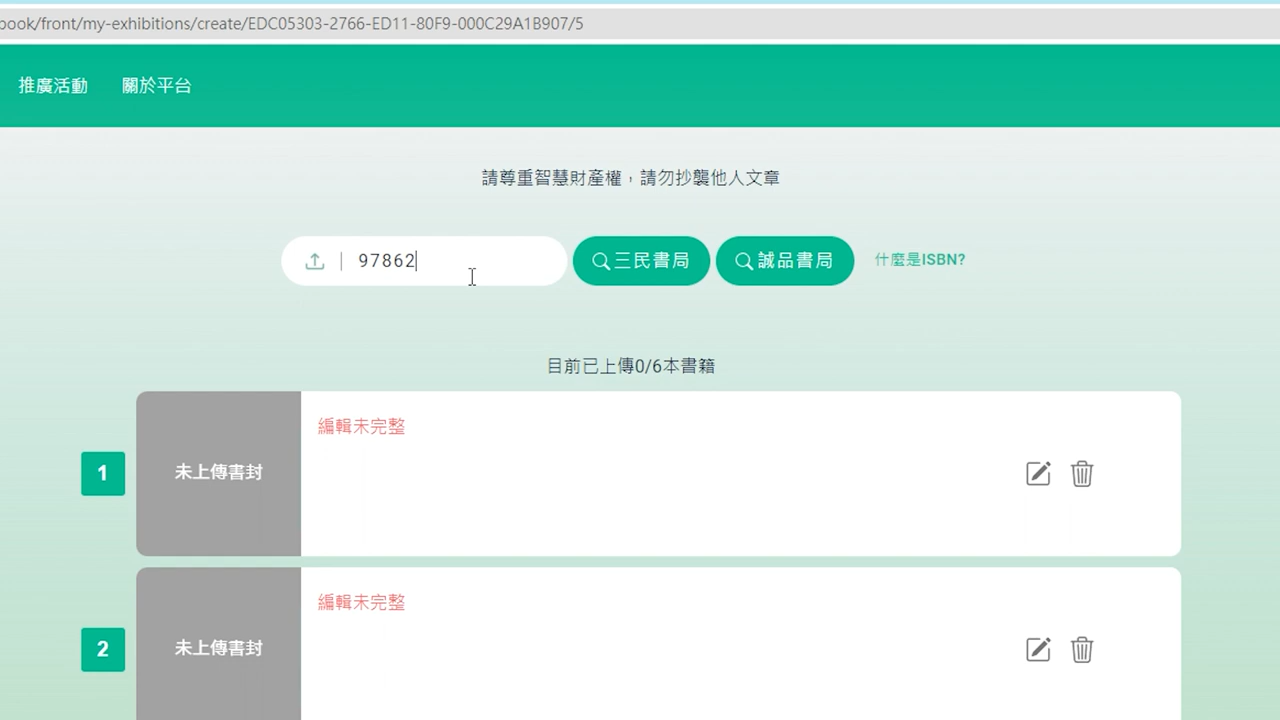 book/front/my-exhibitions/create/EDC05303-2766-ED11-80F9-000C29A1B907/5
推廣活動 關於平台
請尊重智慧財產權，請勿抄襲他人文章
97862 三民書局 誠品書局 什麼是ISBN?
目前已上傳0/6本書籍
編輯未完整
1 未上傳書封
編輯未完整
2 未上傳書封